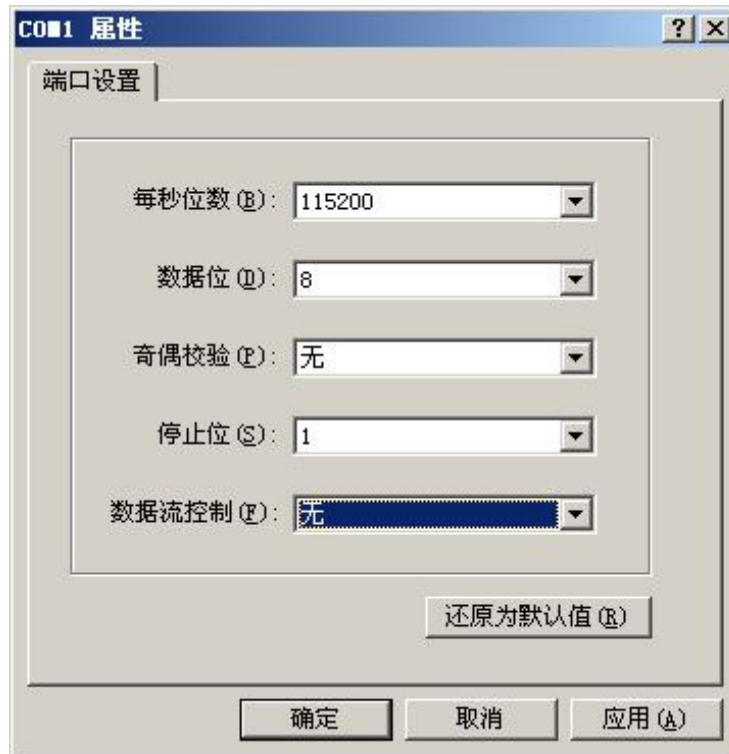 COM1 属性
端口设置
每秒位数(B): 115200
数据位(D): 8
奇偶校验(P): 无
停止位(S): 1
数据流控制(F): 无
还原为默认值(R)
确定 取消 应用(A)